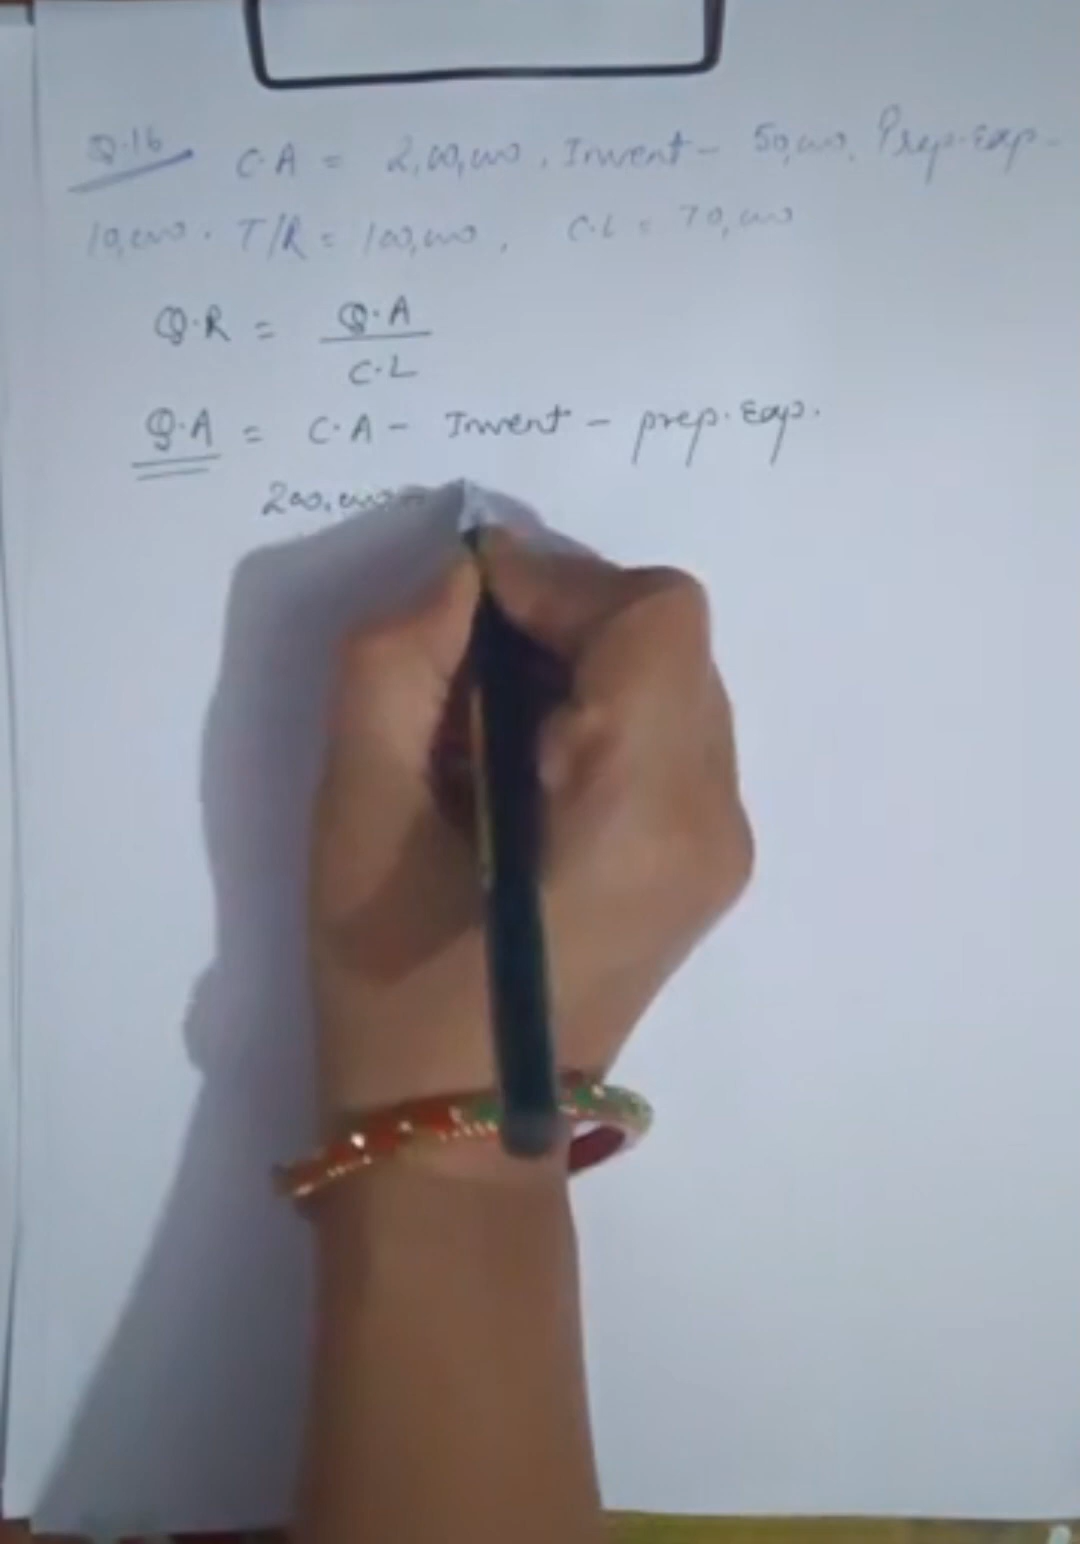 Q.16 C.A = 2,00,000, Invent- 50,000, Prep.Exp-
10,000. T/R = 100,000, C.L = 70,000
Q.R = Q.A
C.L
Q.A = C.A - Invent - prep. Exp.
200,000 -